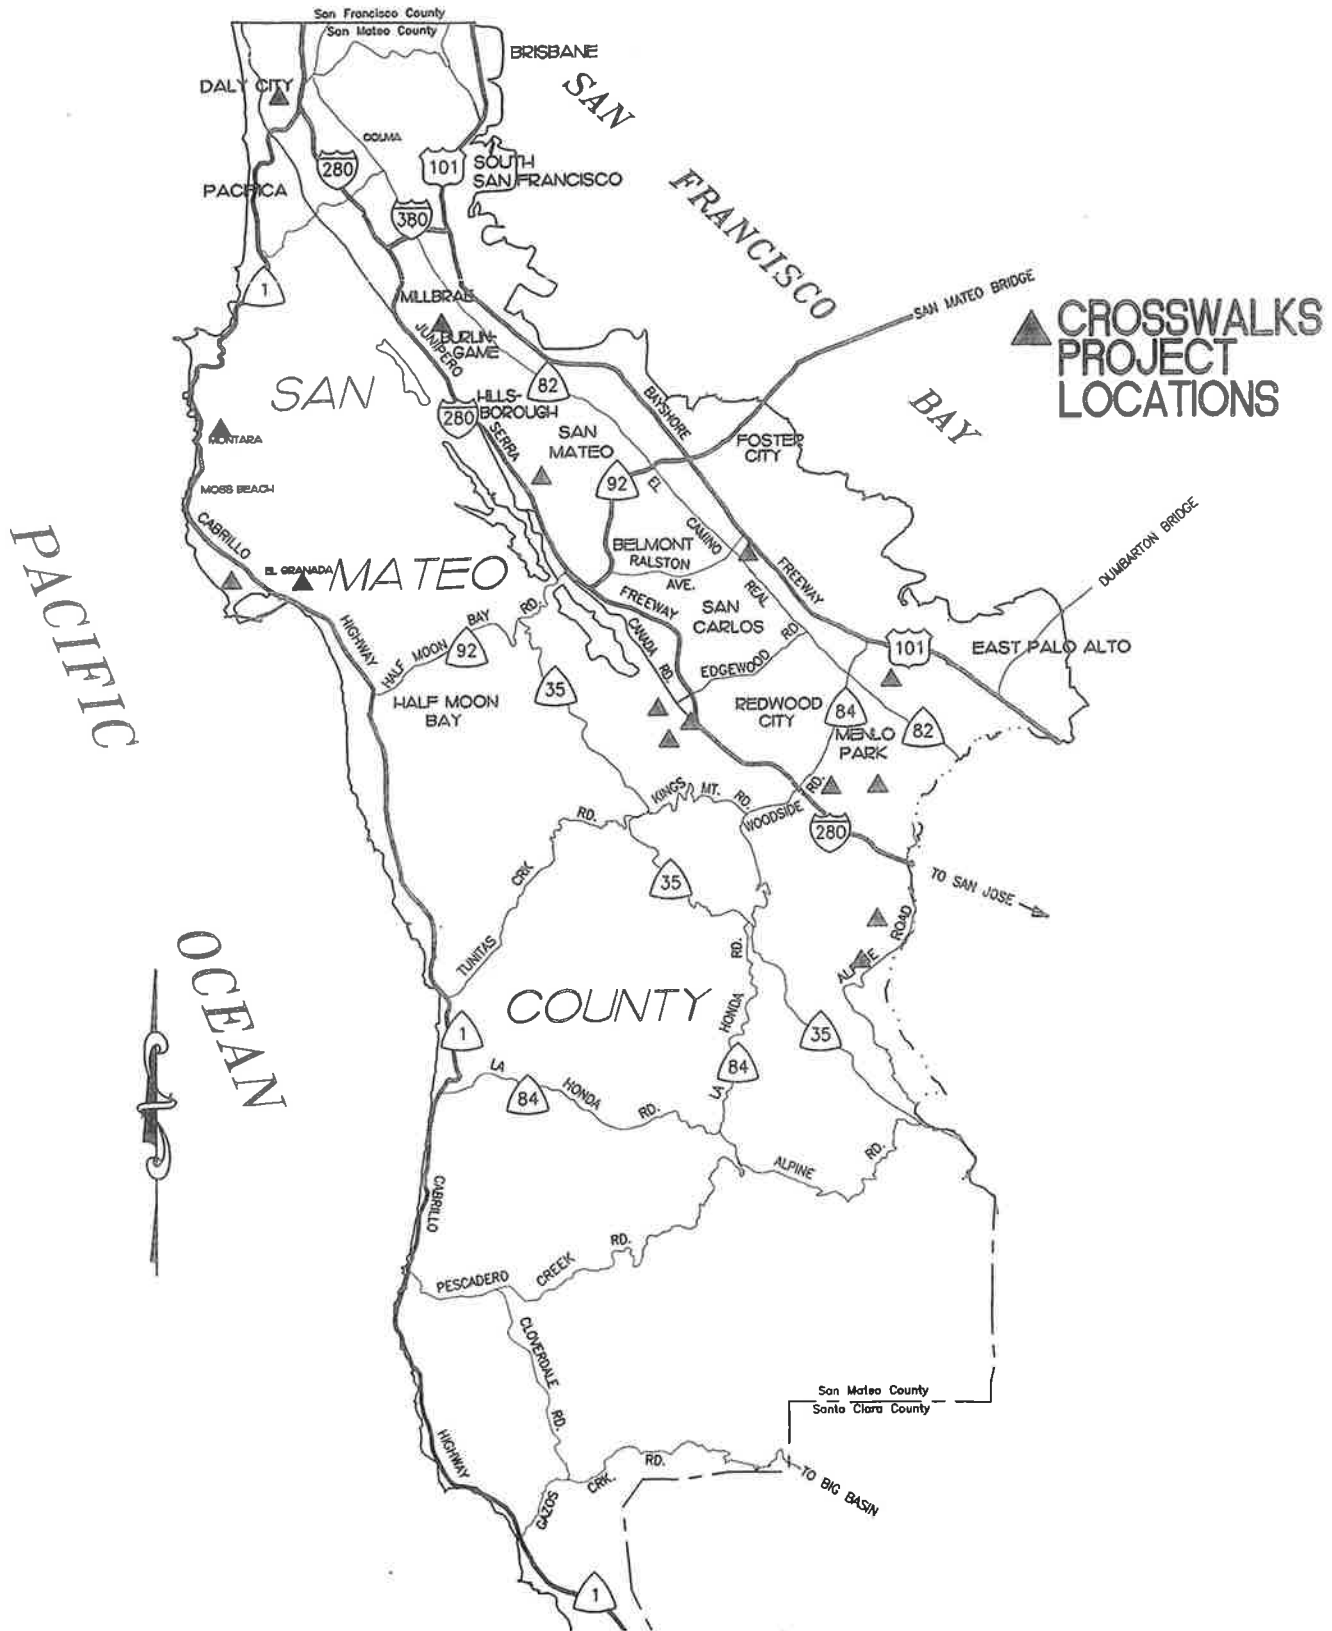 San Francisco County
San Mateo County
BRISBANE
SAN
FRANCISCO
BAY
DALY CITY
COLMA
280
101
SOUTH
SAN FRANCISCO
PACIFICA
380
1
MILLBRAE
BURLIN-
GAME
JUNIPERO
SERRA
SAN MATEO BRIDGE
CROSSWALKS
PROJECT
LOCATIONS
SAN
82
HILLS-
BOROUGH
280
BAYSHORE
FREEWAY
SAN
MATEO
FOSTER
CITY
MONTARA
MOSS BEACH
92
EL
CAMINO
REAL
CABRILLO
HIGHWAY
EL GRANADA
MATEO
BELMONT
RALSTON
AVE.
DUMBARTON BRIDGE
PACIFIC
OCEAN
FREEWAY
CANADA
RD.
SAN
CARLOS
EDGEWOOD
RD.
101
EAST PALO ALTO
HALF MOON BAY RD.
92
35
HALF MOON
BAY
REDWOOD
CITY
84
82
MENLO
PARK
KINGS MT. RD.
WOODSIDE RD.
280
TO SAN JOSE
TUNITAS CRK RD.
35
ALPINE ROAD
COUNTY
LA HONDA RD.
84
35
1
LA HONDA RD.
84
ALPINE RD.
CABRILLO
HIGHWAY
PESCADERO CREEK RD.
CLOVERDALE RD.
San Mateo County
Santa Clara County
GAZOS CRK. RD.
TO BIG BASIN
1